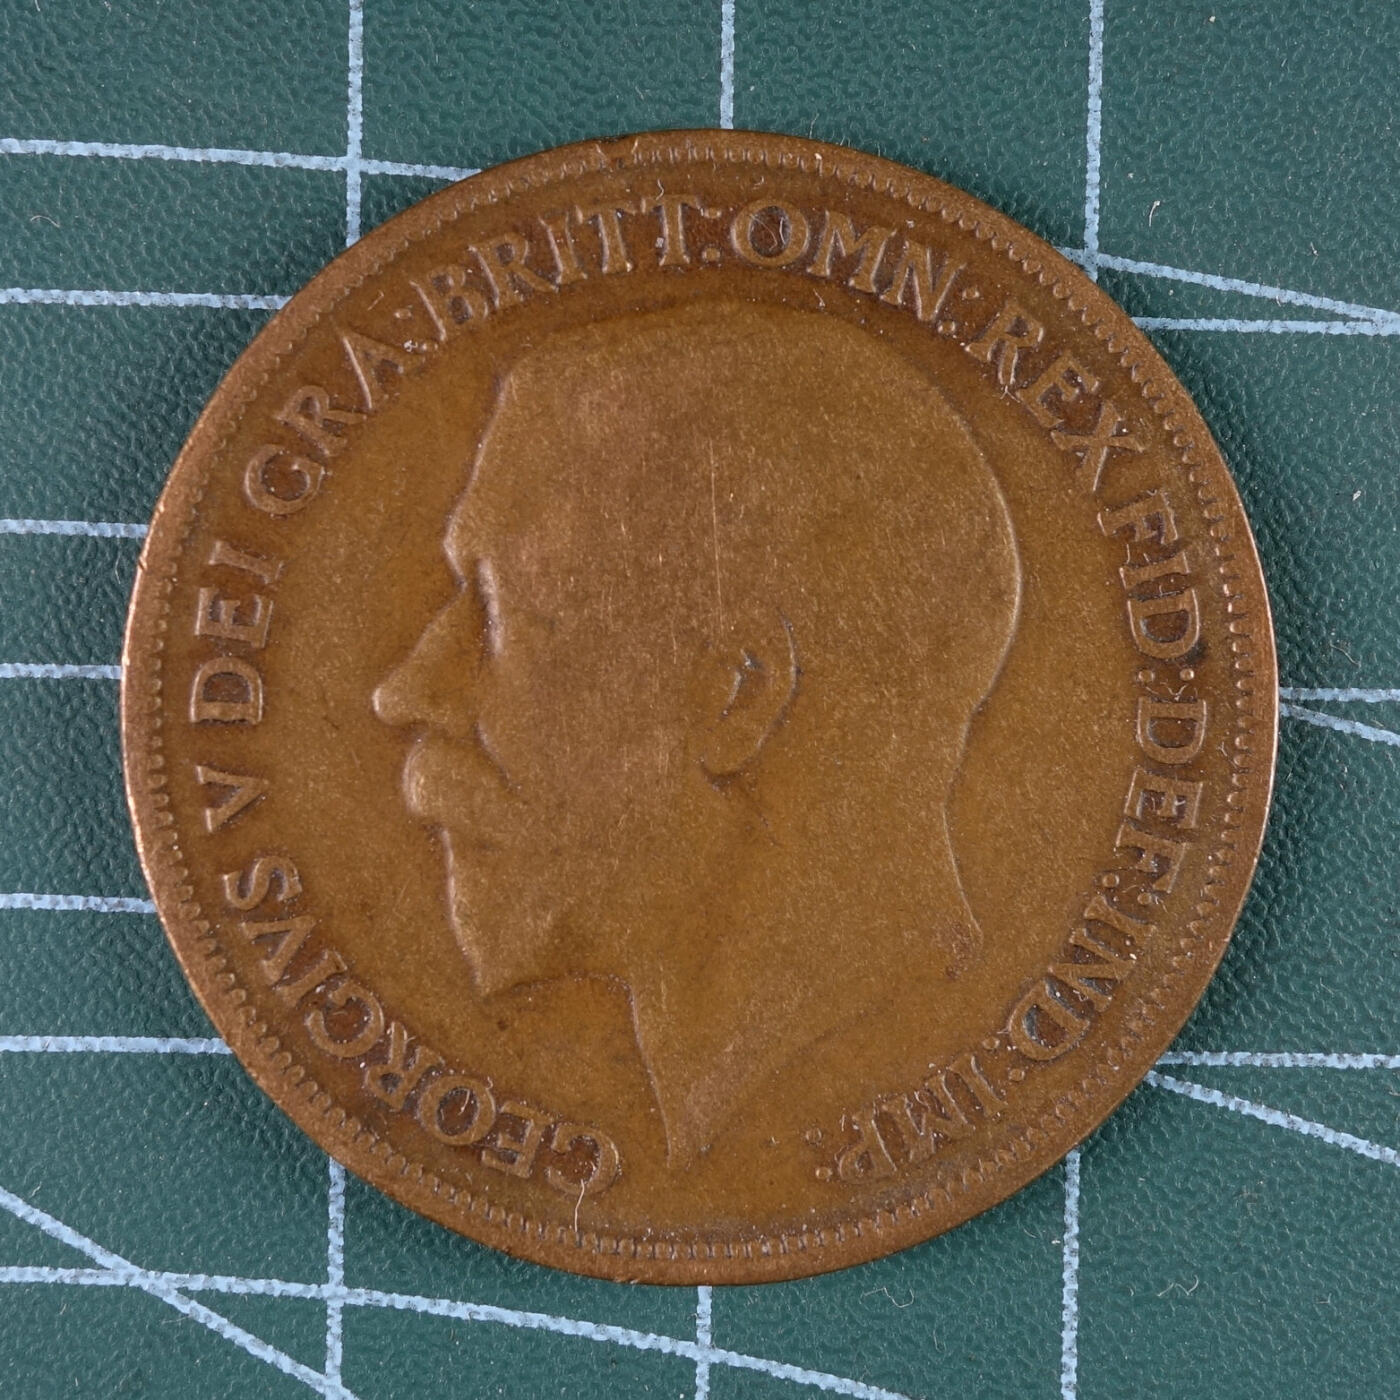 GEORGIVS V DEI GRA: BRITT: OMN: REX FID: DEF: IND: IMP: